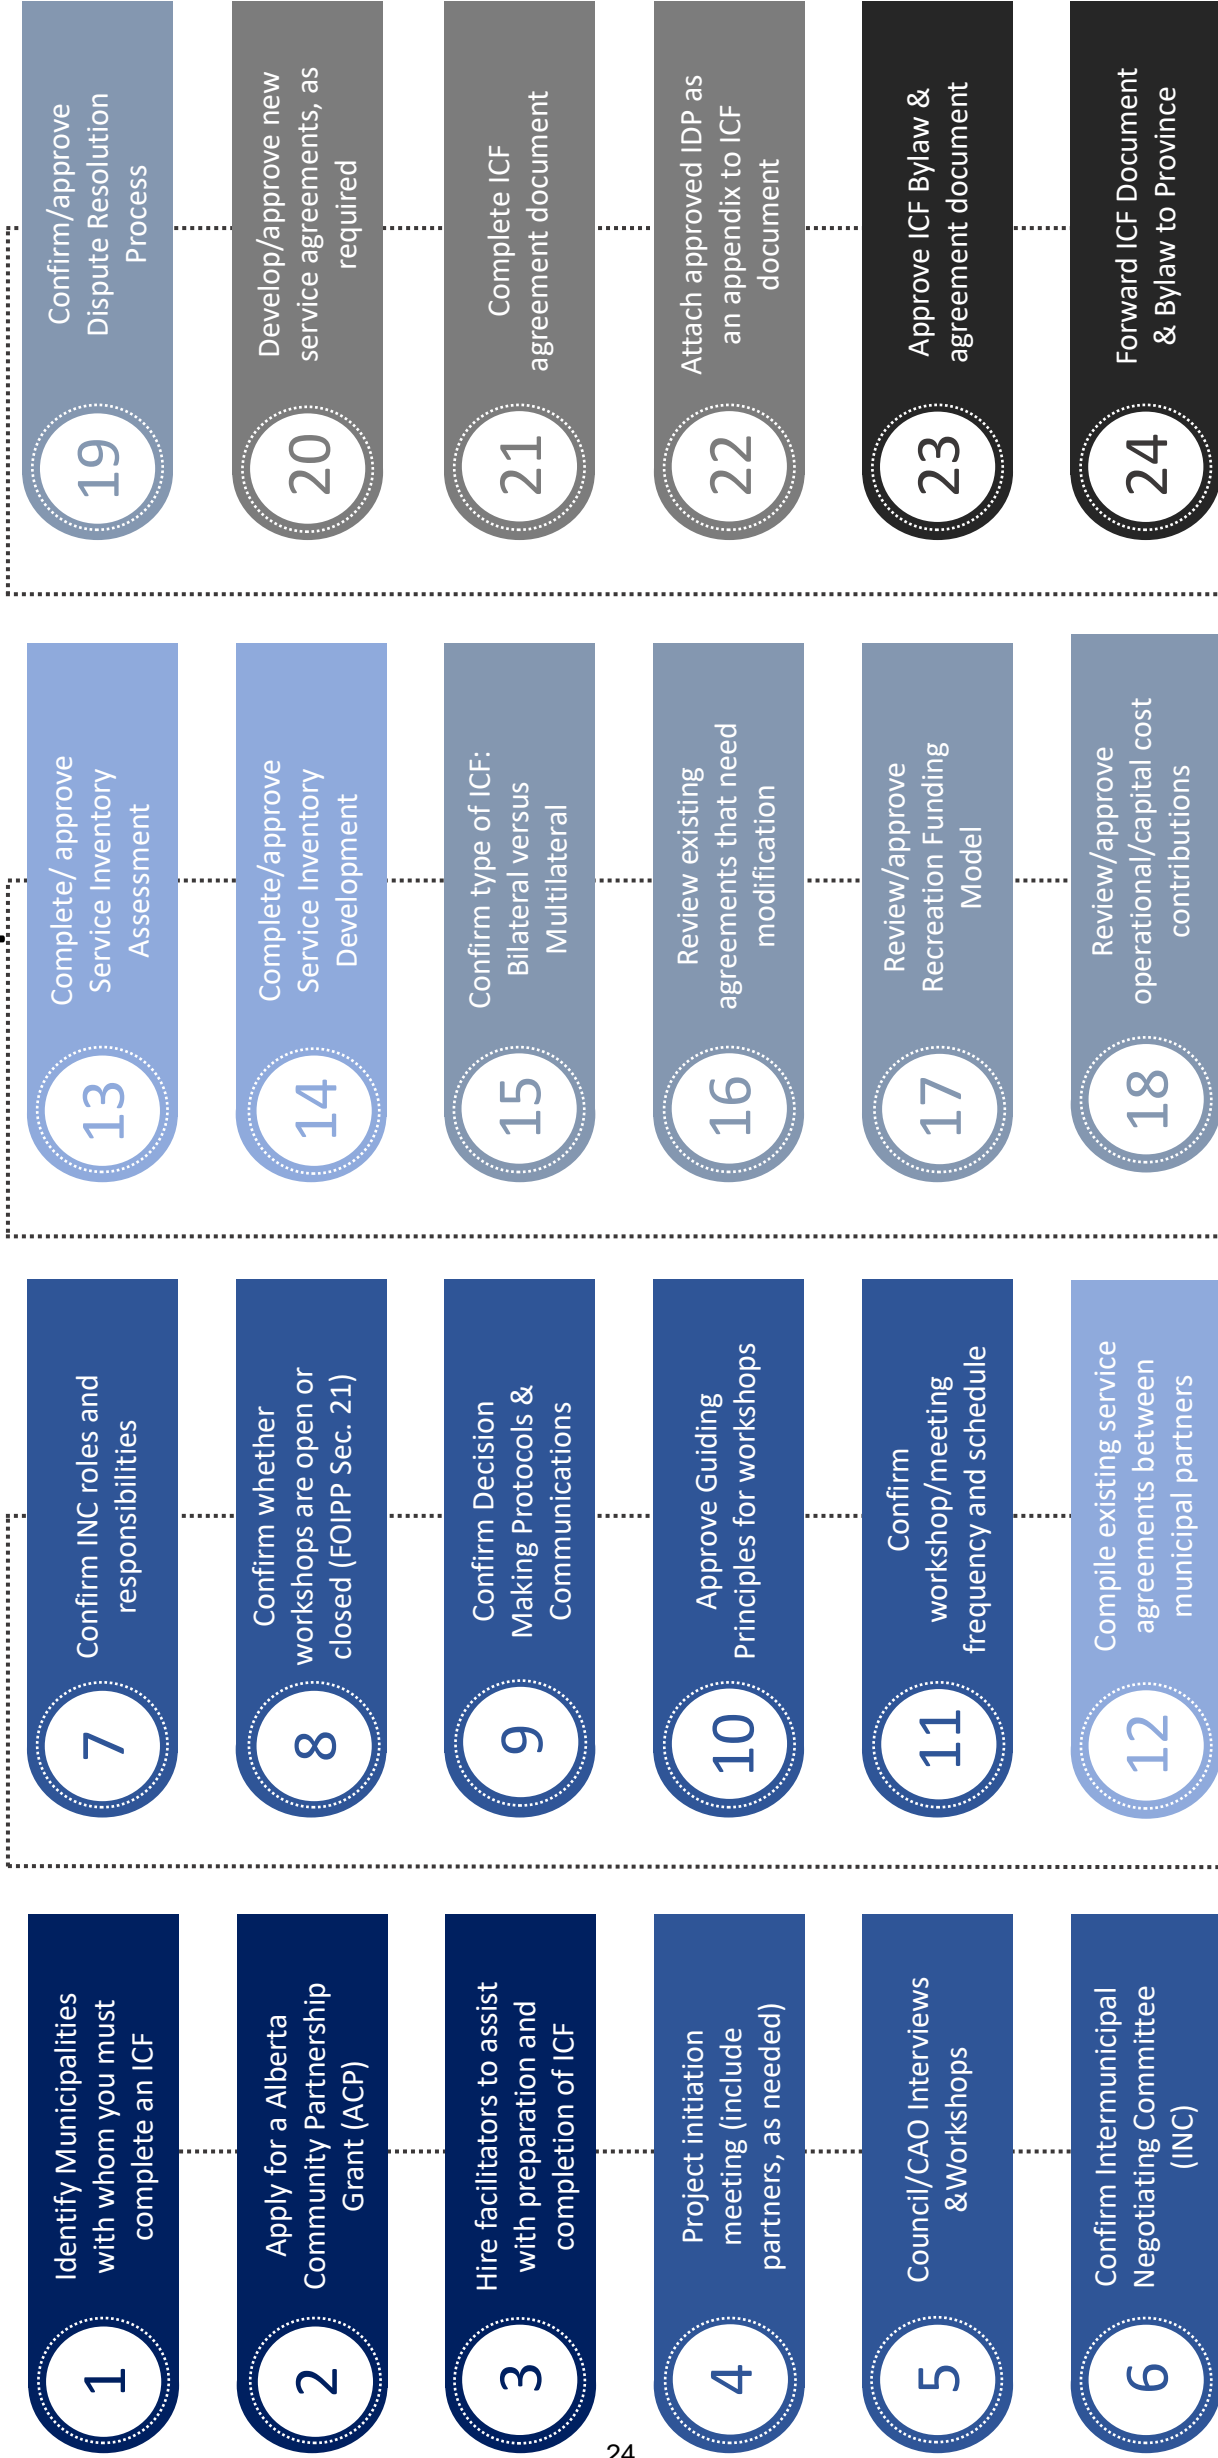 1
Identify Municipalities
with whom you must
complete an ICF
2
Apply for a Alberta
Community Partnership
Grant (ACP)
3
Hire facilitators to assist
with preparation and
completion of ICF
4
Project initiation
meeting (include
partners, as needed)
5
Council/CAO Interviews
&Workshops
6
Confirm Intermunicipal
Negotiating Committee
(INC)
7
Confirm INC roles and
responsibilities
8
Confirm whether
workshops are open or
closed (FOIPP Sec. 21)
9
Confirm Decision
Making Protocols &
Communications
10
Approve Guiding
Principles for workshops
11
Confirm
workshop/meeting
frequency and schedule
12
Compile existing service
agreements between
municipal partners
13
Complete/ approve
Service Inventory
Assessment
14
Complete/approve
Service Inventory
Development
15
Confirm type of ICF:
Bilateral versus
Multilateral
16
Review existing
agreements that need
modification
17
Review/approve
Recreation Funding
Model
18
Review/approve
operational/capital cost
contributions
19
Confirm/approve
Dispute Resolution
Process
20
Develop/approve new
service agreements, as
required
21
Complete ICF
agreement document
22
Attach approved IDP as
an appendix to ICF
document
23
Approve ICF Bylaw &
agreement document
24
Forward ICF Document
& Bylaw to Province
24